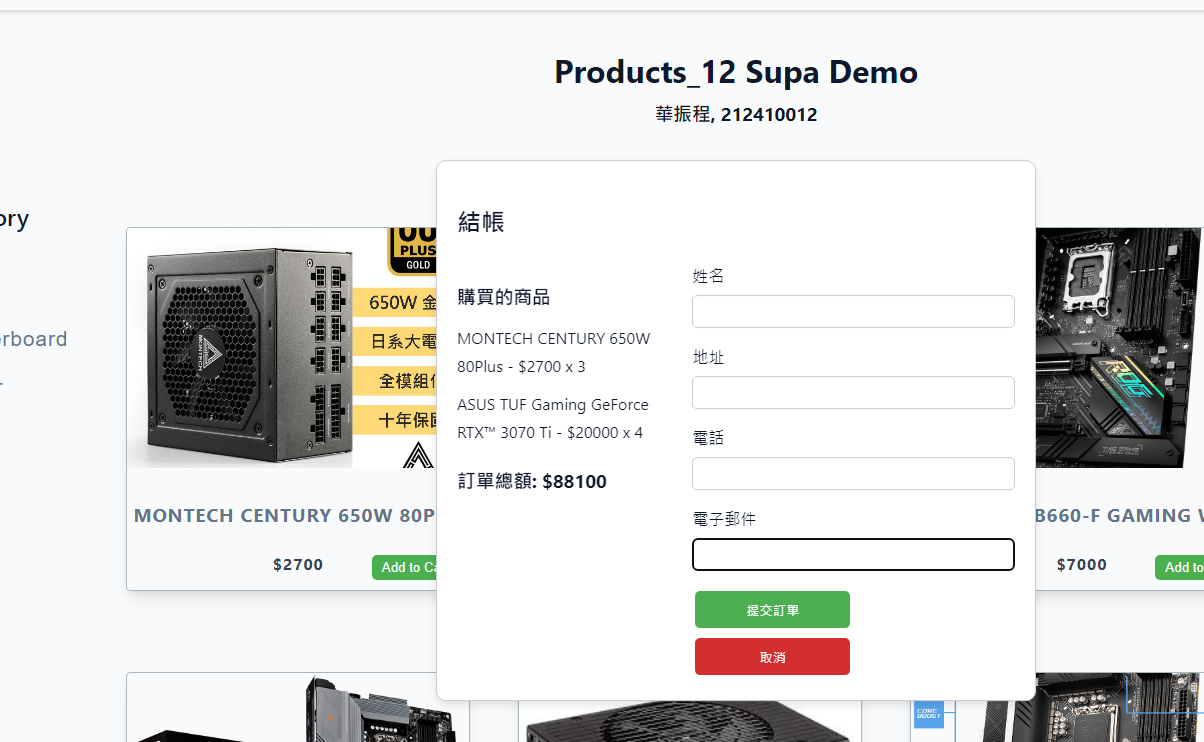 Products_12 Supa Demo
華振程, 212410012
ory
erboard
結帳
購買的商品
MONTECH CENTURY 650W
80Plus - $2700 x 3
ASUS TUF Gaming GeForce
RTX™ 3070 Ti - $20000 x 4
訂單總額: $88100
姓名
地址
電話
電子郵件
提交訂單
取消
PLUS
GOLD
650W 金
日系大電
全模組化
十年保固
MONTECH
MONTECH CENTURY 650W 80P
$2700
Add to Ca
ROG
B660-F GAMING W
$7000
Add to
CORE
BOOST